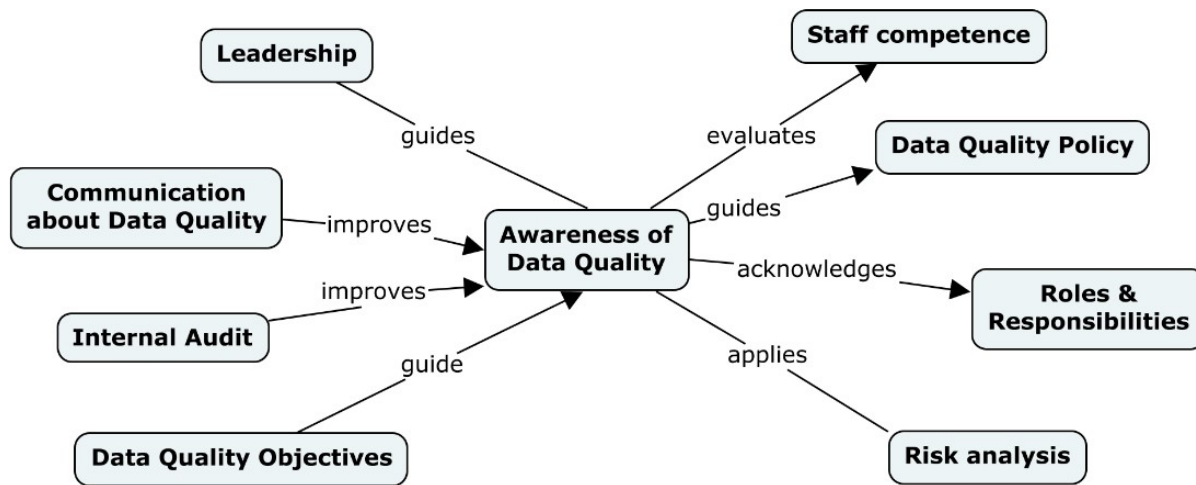 Leadership
Staff competence
guides
evaluates
Data Quality Policy
Communication
about Data Quality
improves
guides
Awareness of
Data Quality
acknowledges
improves
Roles &
Responsibilities
Internal Audit
guide
applies
Data Quality Objectives
Risk analysis